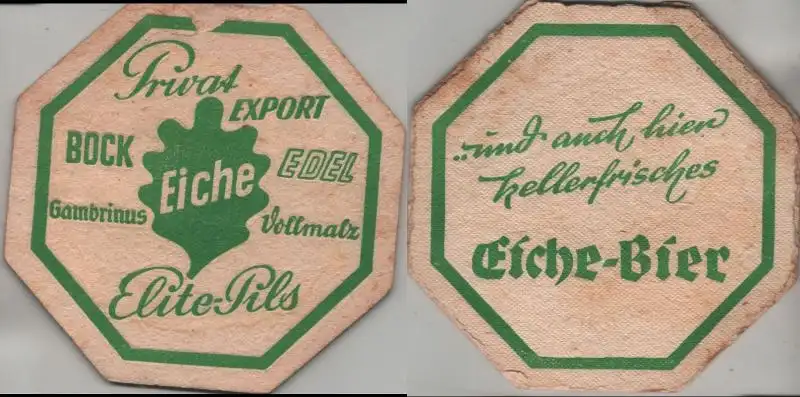 Privat
EXPORT
BOCK
EDEL
Eiche
Gambrinus
Vollmalz
Elite-Pils
..und auch hier
kellerfrisches
Eiche-Bier